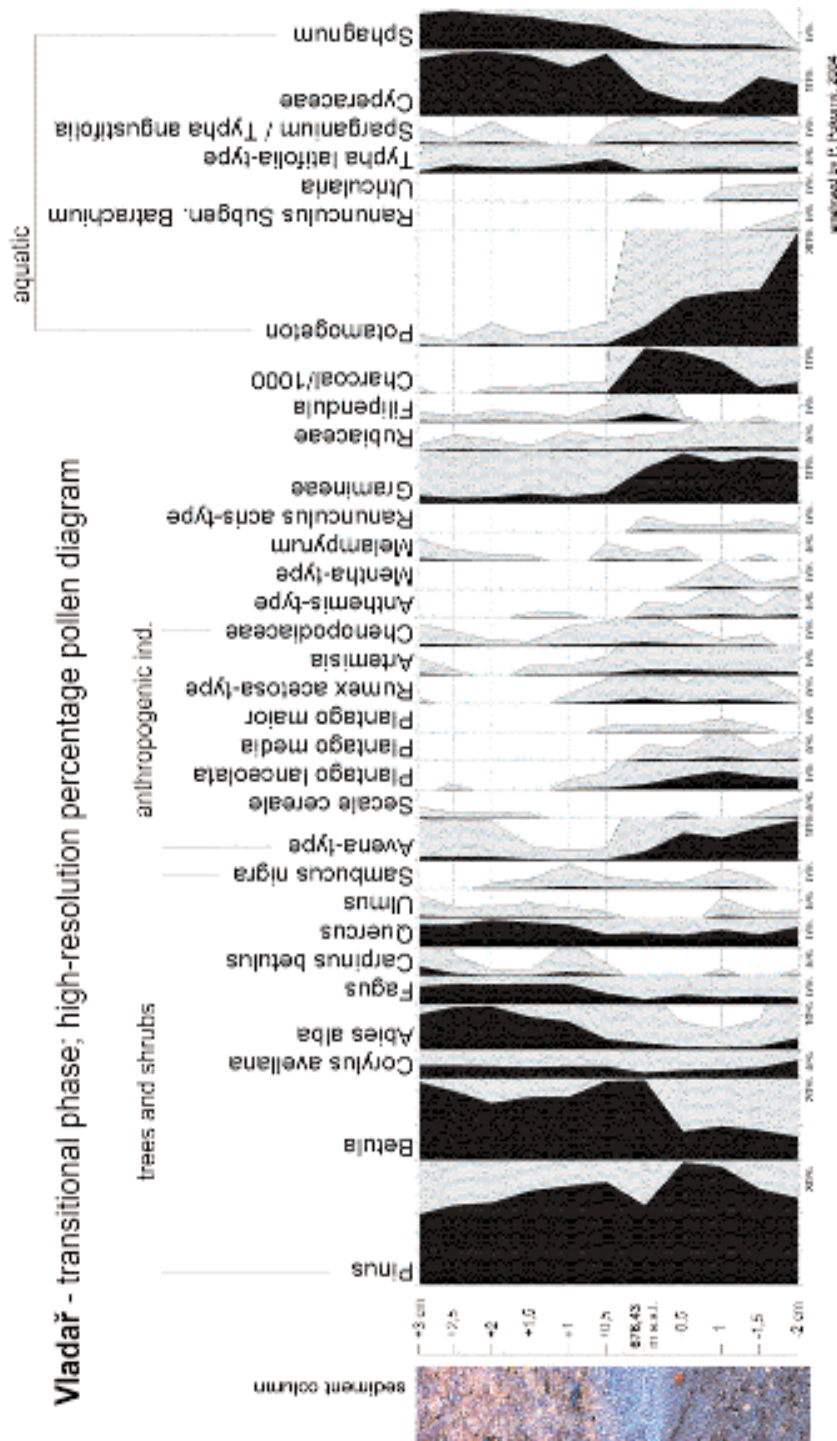 Vladař - transitional phase; high-resolution percentage pollen diagram
trees and shrubs
anthropogenic ind.
aquatic
sediment column
Pinus
Betula
Corylus avellana
Abies alba
Fagus
Carpinus betulus
Quercus
Ulmus
Sambucus nigra
Avena-type
Secale cereale
Plantago lanceolata
Plantago media
Plantago maior
Rumex acetosa-type
Artemisia
Chenopodiaceae
Anthemis-type
Mentha-type
Melampyrum
Ranunculus acris-type
Gramineae
Rubiaceae
Filipendula
Charcoal/1000
Potamogeton
Ranunculus Subgen. Batrachium
Utricularia
Typha latifolia-type
Sparganium / Typha angustifolia
Cyperaceae
Sphagnum
+3 cm
+2,5
+2
+1,5
+1
+0,5
676,43
m a.s.l.
0,5
1
-1,5
-2 cm